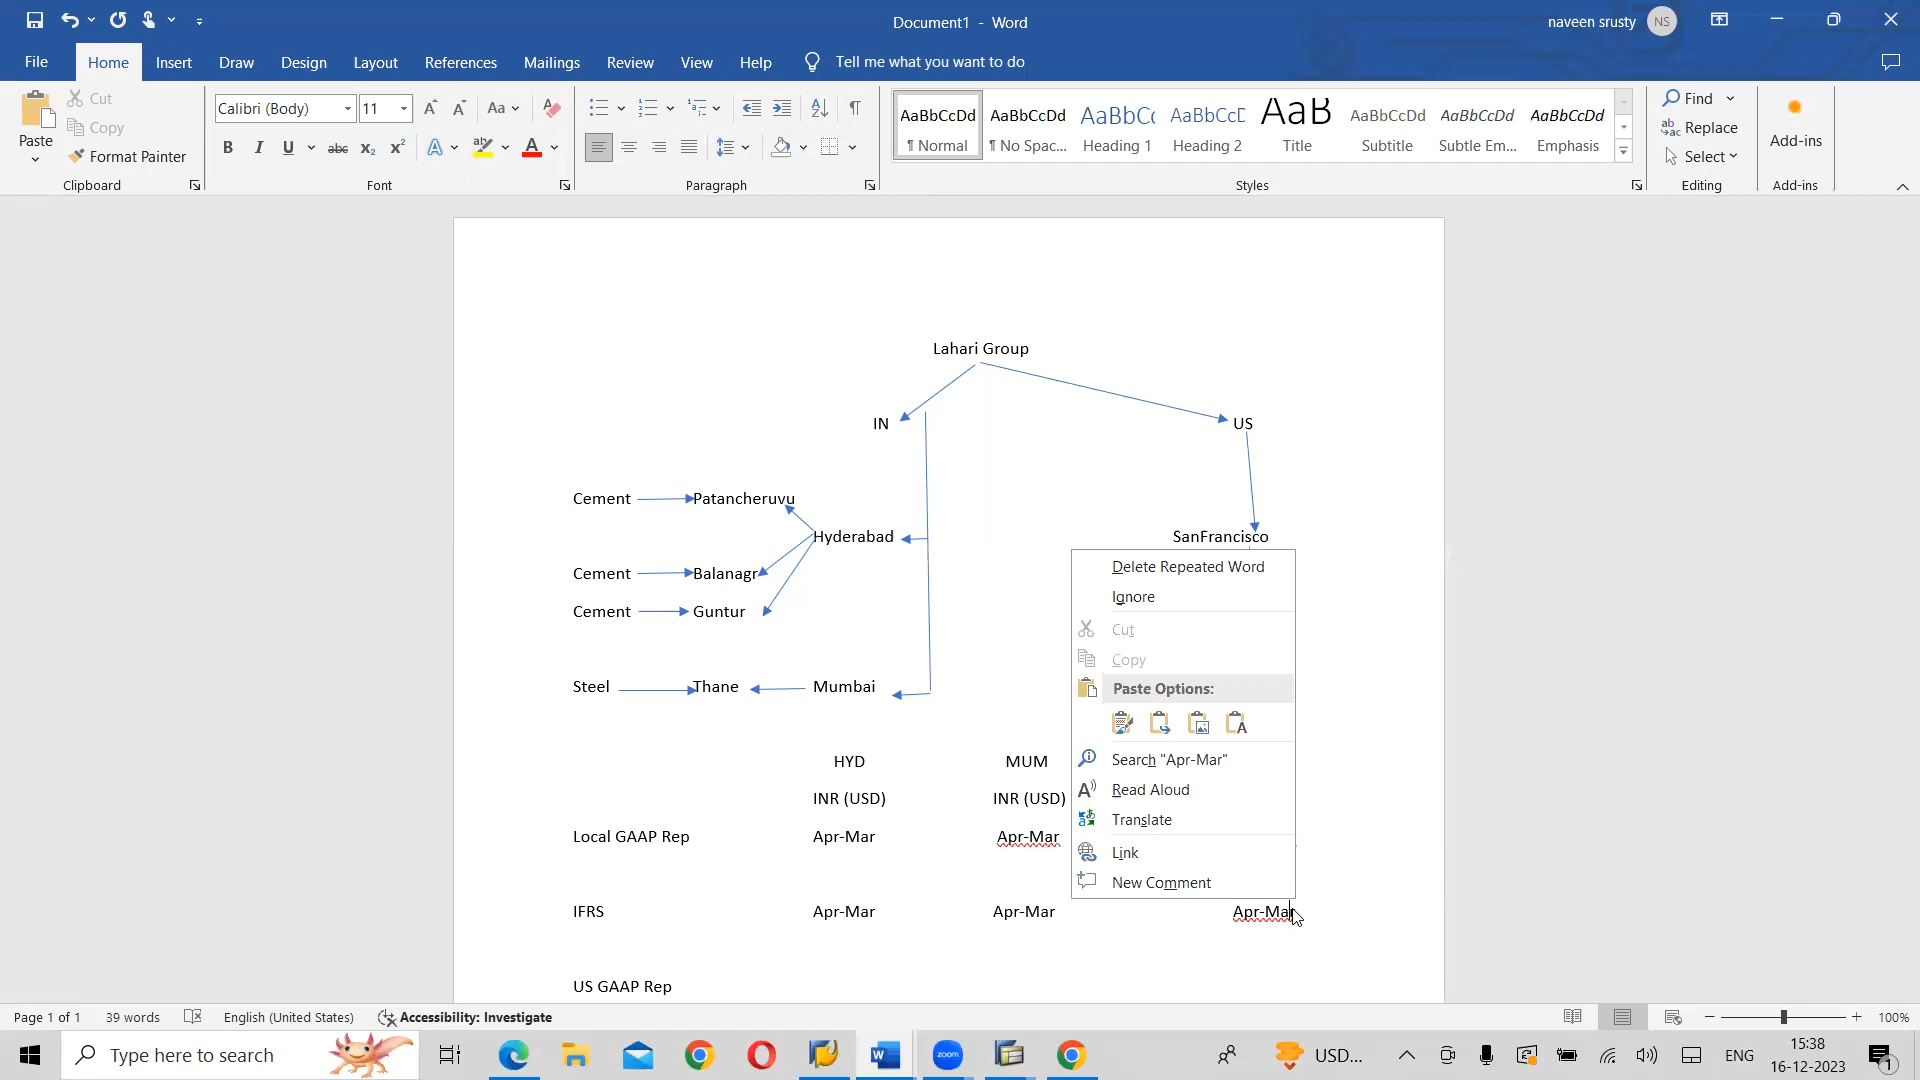 Document1 - Word
naveen srusty NS
File Home Insert Draw Design Layout References Mailings Review View Help Tell me what you want to do
Paste
Cut
Copy
Format Painter
Clipboard
Calibri (Body) 11
Font
Paragraph
AaBbCcDd AaBbCcDd AaBbCc AaBbCcC AaB AaBbCcDd AaBbCcDd AaBbCcDd
¶ Normal ¶ No Spac... Heading 1 Heading 2 Title Subtitle Subtle Em... Emphasis
Styles
Find
Replace
Select
Editing
Add-ins
Add-ins
Lahari Group
IN US
Cement Patancheruvu
Hyderabad SanFrancisco
Cement Balanagr
Cement Guntur
Steel Thane Mumbai
HYD MUM
INR (USD) INR (USD)
Local GAAP Rep Apr-Mar Apr-Mar
IFRS Apr-Mar Apr-Mar Apr-Mar
US GAAP Rep
Delete Repeated Word
Ignore
Cut
Copy
Paste Options:
Search "Apr-Mar"
Read Aloud
Translate
Link
New Comment
Page 1 of 1 39 words English (United States) Accessibility: Investigate 100%
Type here to search
zoom
USD...
ENG
15:38
16-12-2023
1